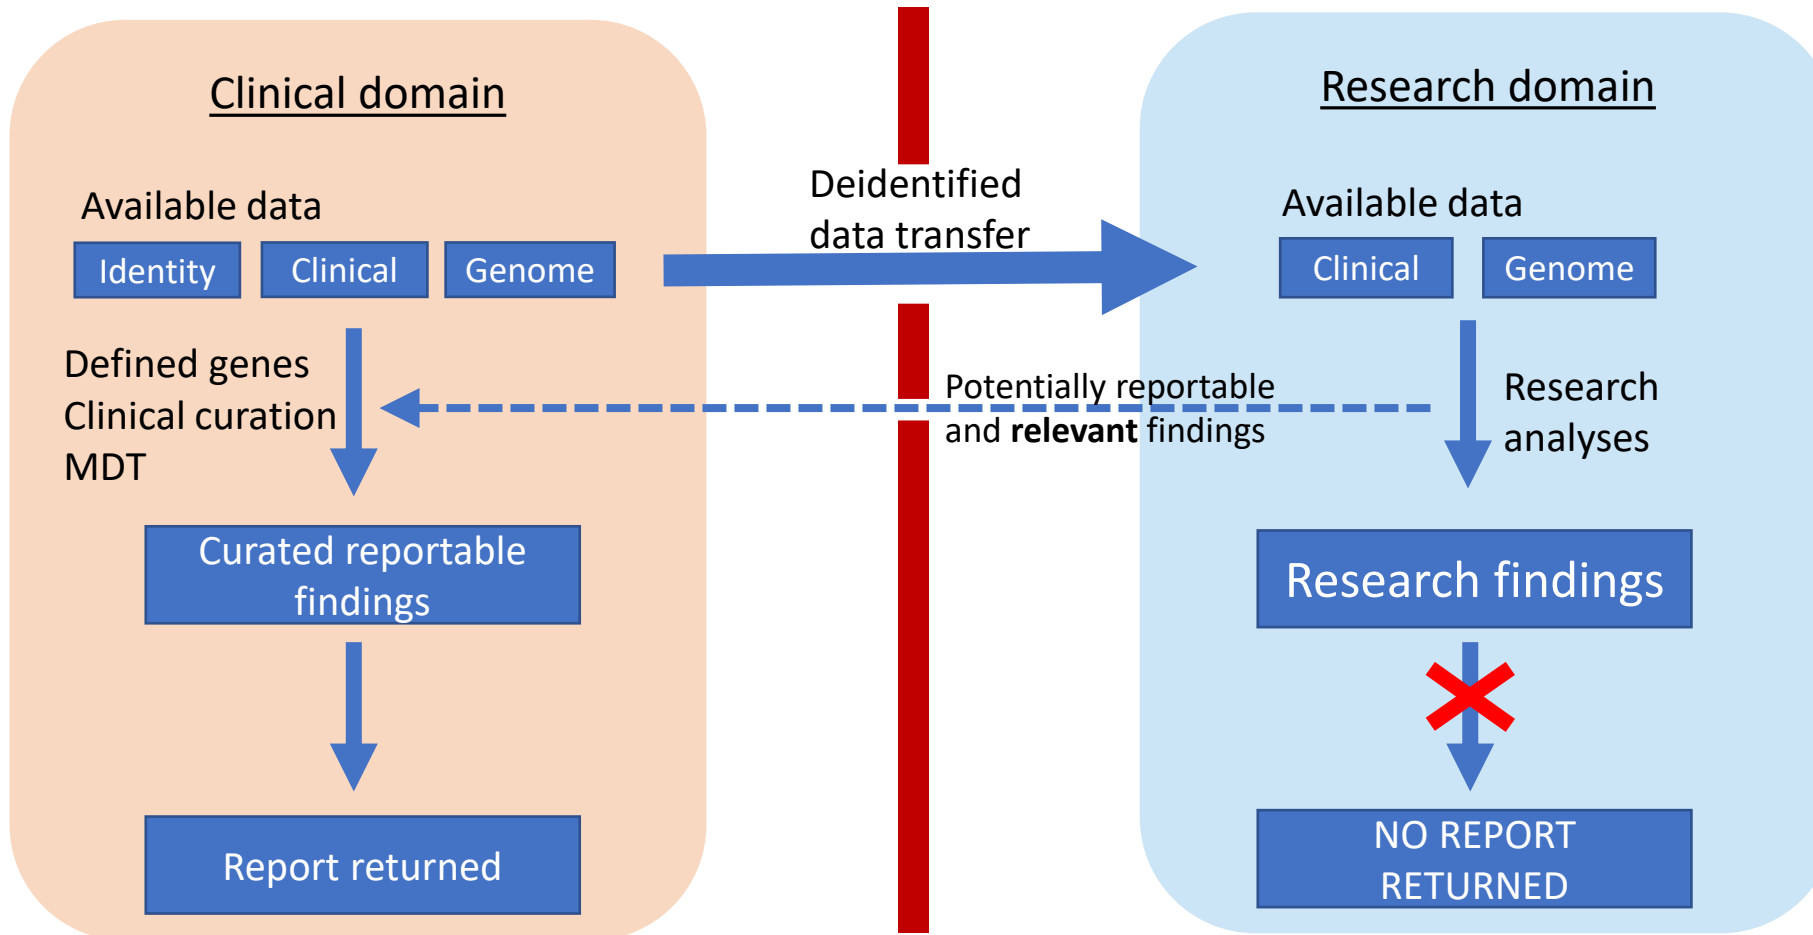 Clinical domain
Available data
Identity
Clinical
Genome
Defined genes
Clinical curation
MDT
Curated reportable
findings
Report returned
Deidentified
data transfer
Potentially reportable
and relevant findings
Research domain
Available data
Clinical
Genome
Research
analyses
Research findings
NO REPORT
RETURNED